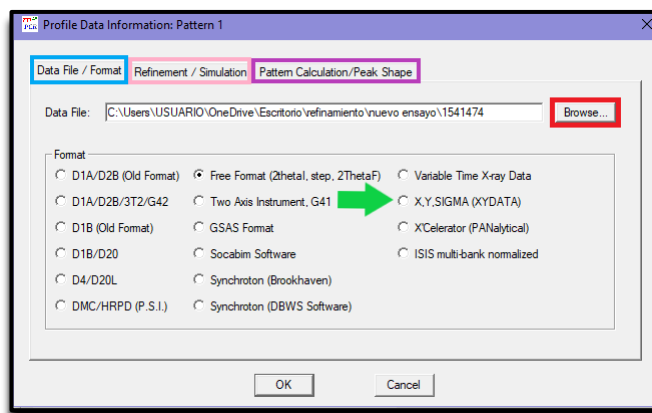 PCR Profile Data Information: Pattern 1
Data File / Format Refinement / Simulation Pattern Calculation/Peak Shape
Data File: C:\Users\USUARIO\OneDrive\Escritorio\refinamiento\nuevo ensayo\1541474 Browse...
Format
D1A/D2B (Old Format) Free Format (2thetaI, step, 2ThetaF) Variable Time X-ray Data
D1A/D2B/3T2/G42 Two Axis Instrument, G41 X,Y,SIGMA (XYDATA)
D1B (Old Format) GSAS Format X'Celerator (PANalytical)
D1B/D20 Socabim Software ISIS multi-bank normalized
D4/D20L Synchroton (Brookhaven)
DMC/HRPD (P.S.I.) Synchroton (DBWS Software)
OK Cancel